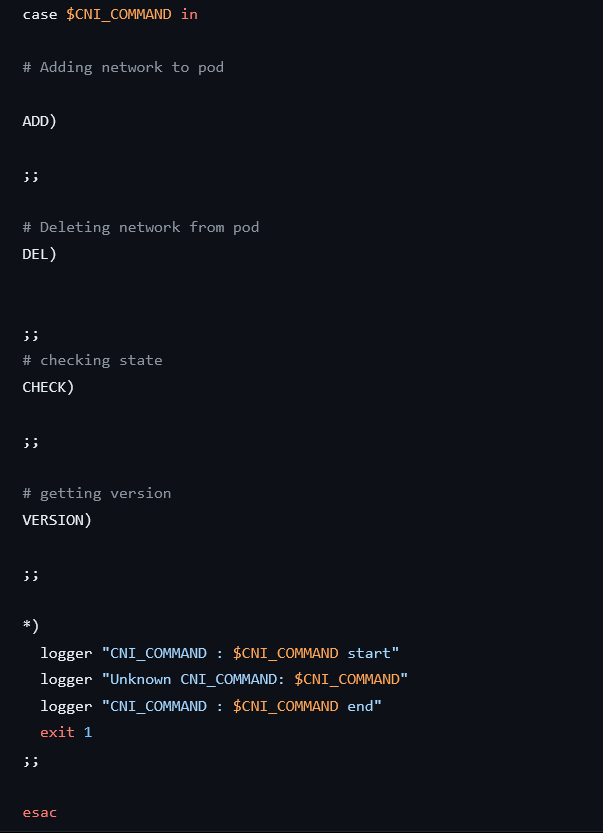 case $CNI_COMMAND in
# Adding network to pod
ADD)
;;
# Deleting network from pod
DEL)
;;
# checking state
CHECK)
;;
# getting version
VERSION)
;;
*)
logger "CNI_COMMAND : $CNI_COMMAND start"
logger "Unknown CNI_COMMAND: $CNI_COMMAND"
logger "CNI_COMMAND : $CNI_COMMAND end"
exit 1
;;
esac